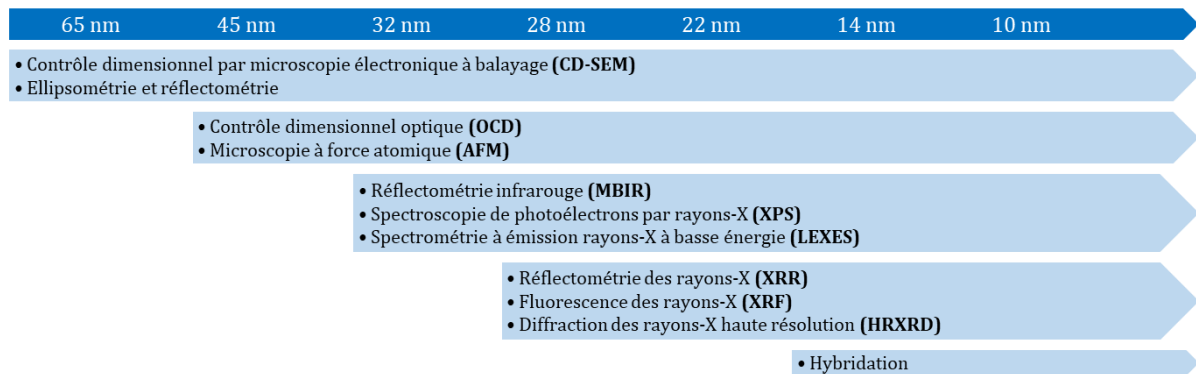 65 nm 45 nm 32 nm 28 nm 22 nm 14 nm 10 nm
• Contrôle dimensionnel par microscopie électronique à balayage (CD-SEM)
• Ellipsométrie et réflectométrie
• Contrôle dimensionnel optique (OCD)
• Microscopie à force atomique (AFM)
• Réflectométrie infrarouge (MBIR)
• Spectroscopie de photoélectrons par rayons-X (XPS)
• Spectrométrie à émission rayons-X à basse énergie (LEXES)
• Réflectométrie des rayons-X (XRR)
• Fluorescence des rayons-X (XRF)
• Diffraction des rayons-X haute résolution (HRXRD)
• Hybridation